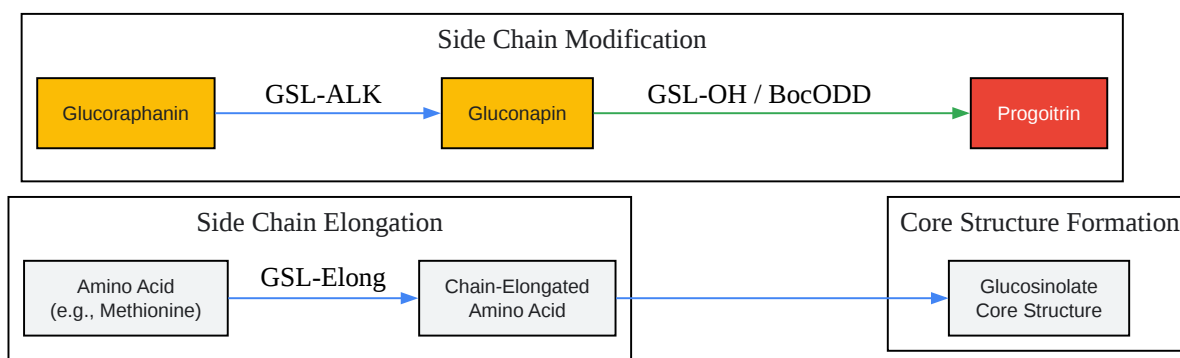 Side Chain Modification
Glucoraphanin
GSL-ALK
Gluconapin
GSL-OH / BocODD
Progoitrin
Side Chain Elongation
Amino Acid
(e.g., Methionine)
GSL-Elong
Chain-Elongated
Amino Acid
Core Structure Formation
Glucosinolate
Core Structure